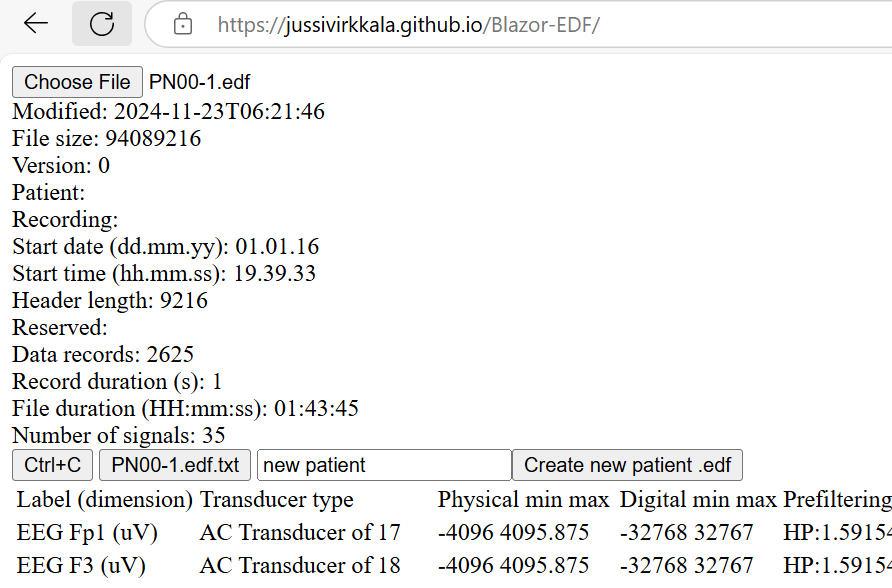 https://jussivirkkala.github.io/Blazor-EDF/
Choose File PN00-1.edf
Modified: 2024-11-23T06:21:46
File size: 94089216
Version: 0
Patient:
Recording:
Start date (dd.mm.yy): 01.01.16
Start time (hh.mm.ss): 19.39.33
Header length: 9216
Reserved:
Data records: 2625
Record duration (s): 1
File duration (HH:mm:ss): 01:43:45
Number of signals: 35
Ctrl+C PN00-1.edf.txt new patient Create new patient .edf
Label (dimension) Transducer type Physical min max Digital min max Prefiltering
EEG Fp1 (uV) AC Transducer of 17 -4096 4095.875 -32768 32767 HP:1.59154
EEG F3 (uV) AC Transducer of 18 -4096 4095.875 -32768 32767 HP:1.59154